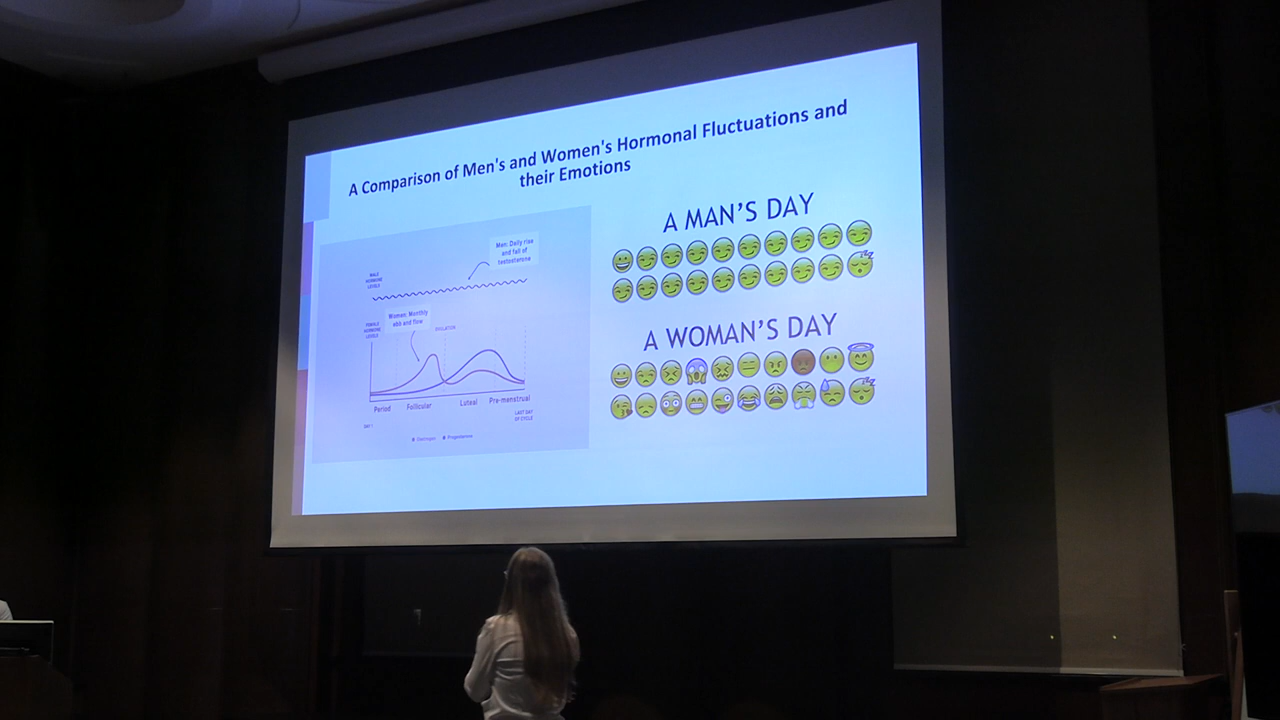 A Comparison of Men's and Women's Hormonal Fluctuations and
their Emotions
MALE
HORMONE
LEVELS
Men: Daily rise
and fall of
testosterone
FEMALE
HORMONE
LEVELS
Women: Monthly
ebb and flow
OVULATION
Period
Follicular
Luteal
Pre-menstrual
DAY 1
LAST DAY
OF CYCLE
Estrogen
Progesterone
A MAN'S DAY
A WOMAN'S DAY